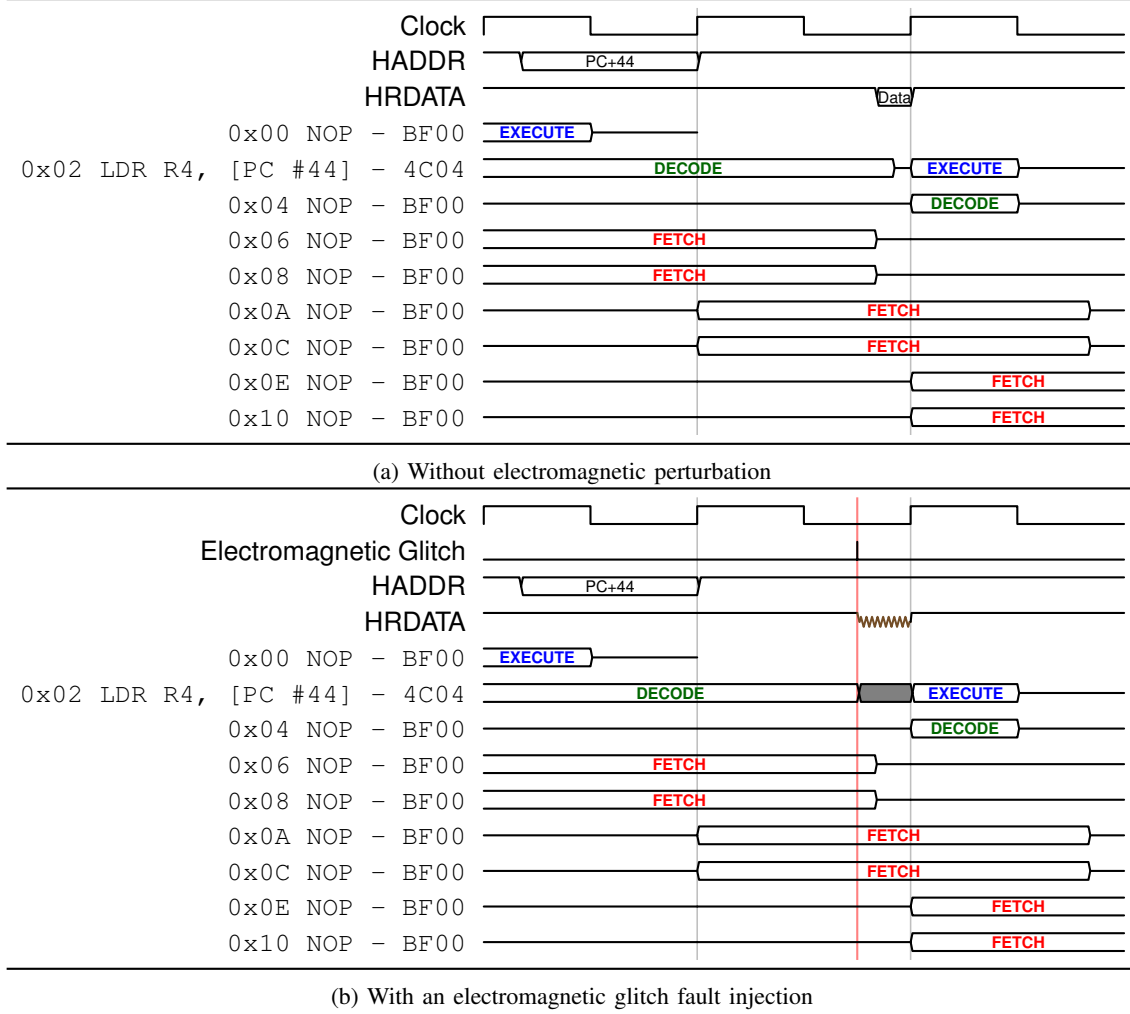 Clock
HADDR PC+44
HRDATA Data
0x00 NOP – BF00 EXECUTE
0x02 LDR R4, [PC #44] – 4C04 DECODE EXECUTE
0x04 NOP – BF00 DECODE
0x06 NOP – BF00 FETCH
0x08 NOP – BF00 FETCH
0x0A NOP – BF00 FETCH
0x0C NOP – BF00 FETCH
0x0E NOP – BF00 FETCH
0x10 NOP – BF00 FETCH
(a) Without electromagnetic perturbation
Clock
Electromagnetic Glitch
HADDR PC+44
HRDATA
0x00 NOP – BF00 EXECUTE
0x02 LDR R4, [PC #44] – 4C04 DECODE EXECUTE
0x04 NOP – BF00 DECODE
0x06 NOP – BF00 FETCH
0x08 NOP – BF00 FETCH
0x0A NOP – BF00 FETCH
0x0C NOP – BF00 FETCH
0x0E NOP – BF00 FETCH
0x10 NOP – BF00 FETCH
(b) With an electromagnetic glitch fault injection